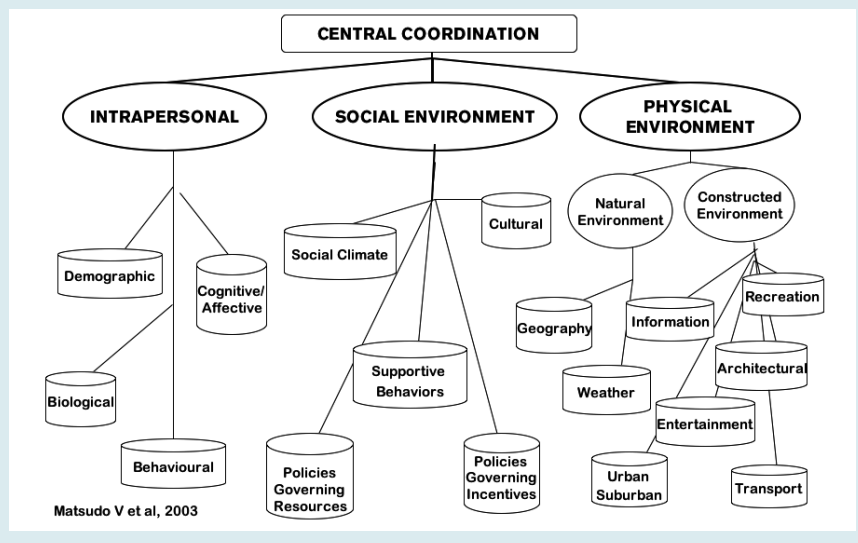 CENTRAL COORDINATION
INTRAPERSONAL
SOCIAL ENVIRONMENT
PHYSICAL
ENVIRONMENT
Demographic
Cognitive/
Affective
Biological
Behavioural
Social Climate
Cultural
Supportive
Behaviors
Policies
Governing
Resources
Policies
Governing
Incentives
Natural
Environment
Constructed
Environment
Geography
Weather
Information
Recreation
Architectural
Entertainment
Urban
Suburban
Transport
Matsudo V et al, 2003